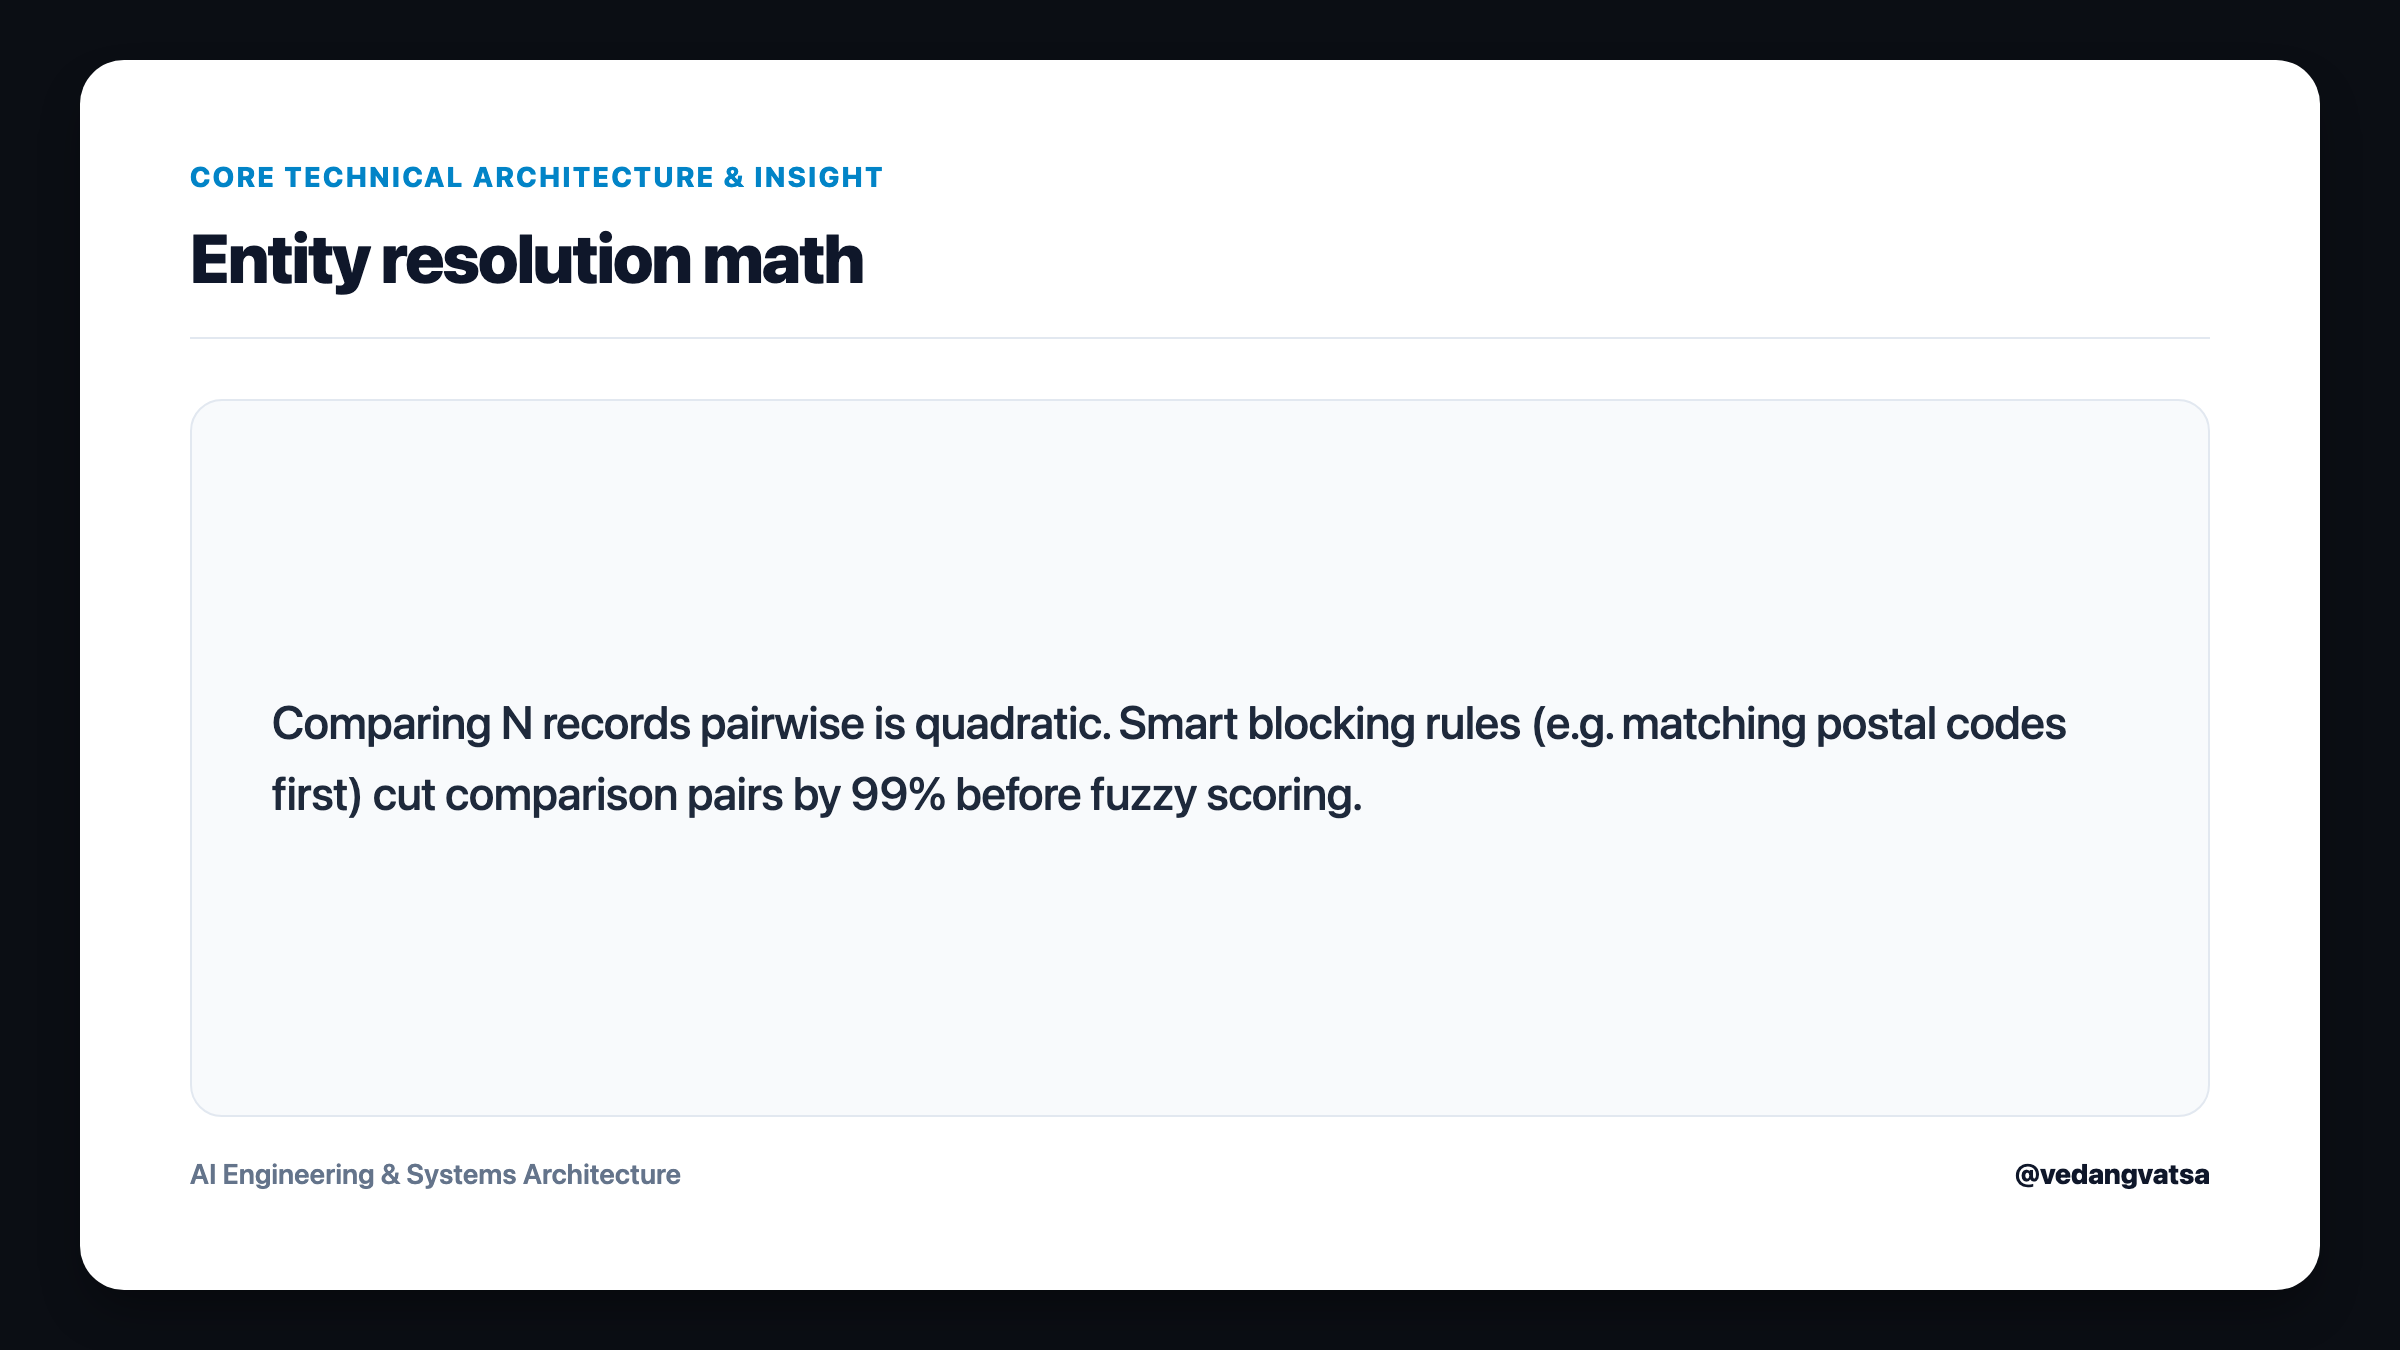 CORE TECHNICAL ARCHITECTURE & INSIGHT
Entity resolution math
Comparing N records pairwise is quadratic. Smart blocking rules (e.g. matching postal codes
first) cut comparison pairs by 99% before fuzzy scoring.
AI Engineering & Systems Architecture
@vedangvatsa